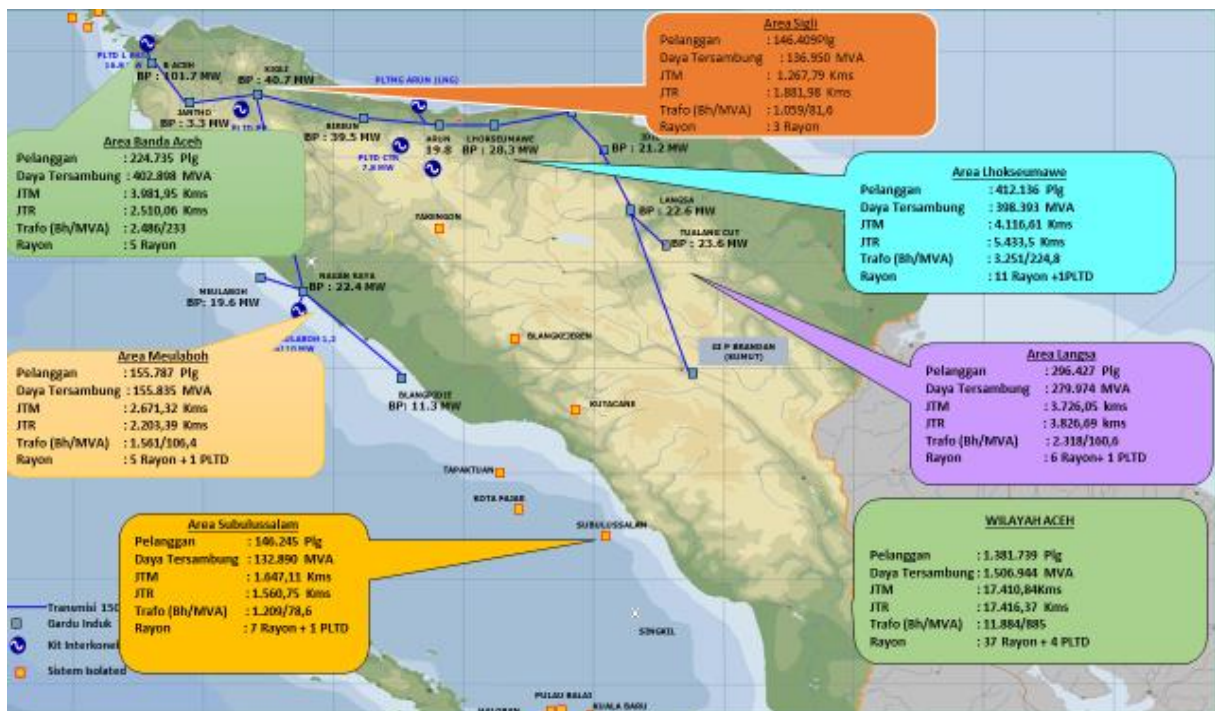 Area Sigli
Pelanggan : 146.409Plg
Daya Tersambung : 136.950 MVA
JTM : 1.267,79 Kms
JTR : 1.881,98 Kms
Trafo (Bh/MVA) : 1.059/81,6
Rayon : 3 Rayon
B ACEH
BP : 101.7 MW
SIGLI
BP : 40.7 MW
PLTMG ARUN (LNG)
JANTHO
BP : 3.3 MW
BIREUN
BP : 39.5 MW
ARUN
19.8
LHOKSEUMAWE
BP : 28.3 MW
BP : 21.2 MW
PLTD CTR
7.8 MW
Area Banda Aceh
Pelanggan : 224.735 Plg
Daya Tersambung : 402.898 MVA
JTM : 3.981,95 Kms
JTR : 2.510,06 Kms
Trafo (Bh/MVA) : 2.486/233
Rayon : 5 Rayon
Area Lhokseumawe
Pelanggan : 412.136 Plg
Daya Tersambung : 398.393 MVA
JTM : 4.116,61 Kms
JTR : 5.433,5 Kms
Trafo (Bh/MVA) : 3.251/224,8
Rayon : 11 Rayon +1PLTD
TAKENGON
LANGSA
BP : 22.6 MW
TUALANG CUT
BP : 23.6 MW
NAGAN RAYA
BP : 22.4 MW
MEULABOH
BP: 19.6 MW
BLANGKEJEREN
GI P BRANDAN
(SUMUT)
Area Meulaboh
Pelanggan : 155.787 Plg
Daya Tersambung : 155.835 MVA
JTM : 2.671,32 Kms
JTR : 2.203,39 Kms
Trafo (Bh/MVA) : 1.561/106,4
Rayon : 5 Rayon + 1 PLTD
BLANGPIDIE
BP: 11.3 MW
KUTACANE
Area Langsa
Pelanggan : 296.427 Plg
Daya Tersambung : 279.974 MVA
JTM : 3.726,05 kms
JTR : 3.826,69 kms
Trafo (Bh/MVA) : 2.318/160,6
Rayon : 6 Rayon+ 1 PLTD
TAPAKTUAN
KOTA FAJAR
SUBULUSSALAM
Area Subulussalam
Pelanggan : 146.245 Plg
Daya Tersambung : 132.890 MVA
JTM : 1.647,11 Kms
JTR : 1.560,75 Kms
Trafo (Bh/MVA) : 1.209/78,6
Rayon : 7 Rayon + 1 PLTD
WILAYAH ACEH
Pelanggan : 1.381.739 Plg
Daya Tersambung : 1.506.944 MVA
JTM : 17.410,84Kms
JTR : 17.416,37 Kms
Trafo (Bh/MVA) : 11.884/885
Rayon : 37 Rayon + 4 PLTD
Transmisi 150
Gardu Induk
Kit Interkonek
Sistem Isolated
SINGKIL
PULAU BALAI
KUALA BARU